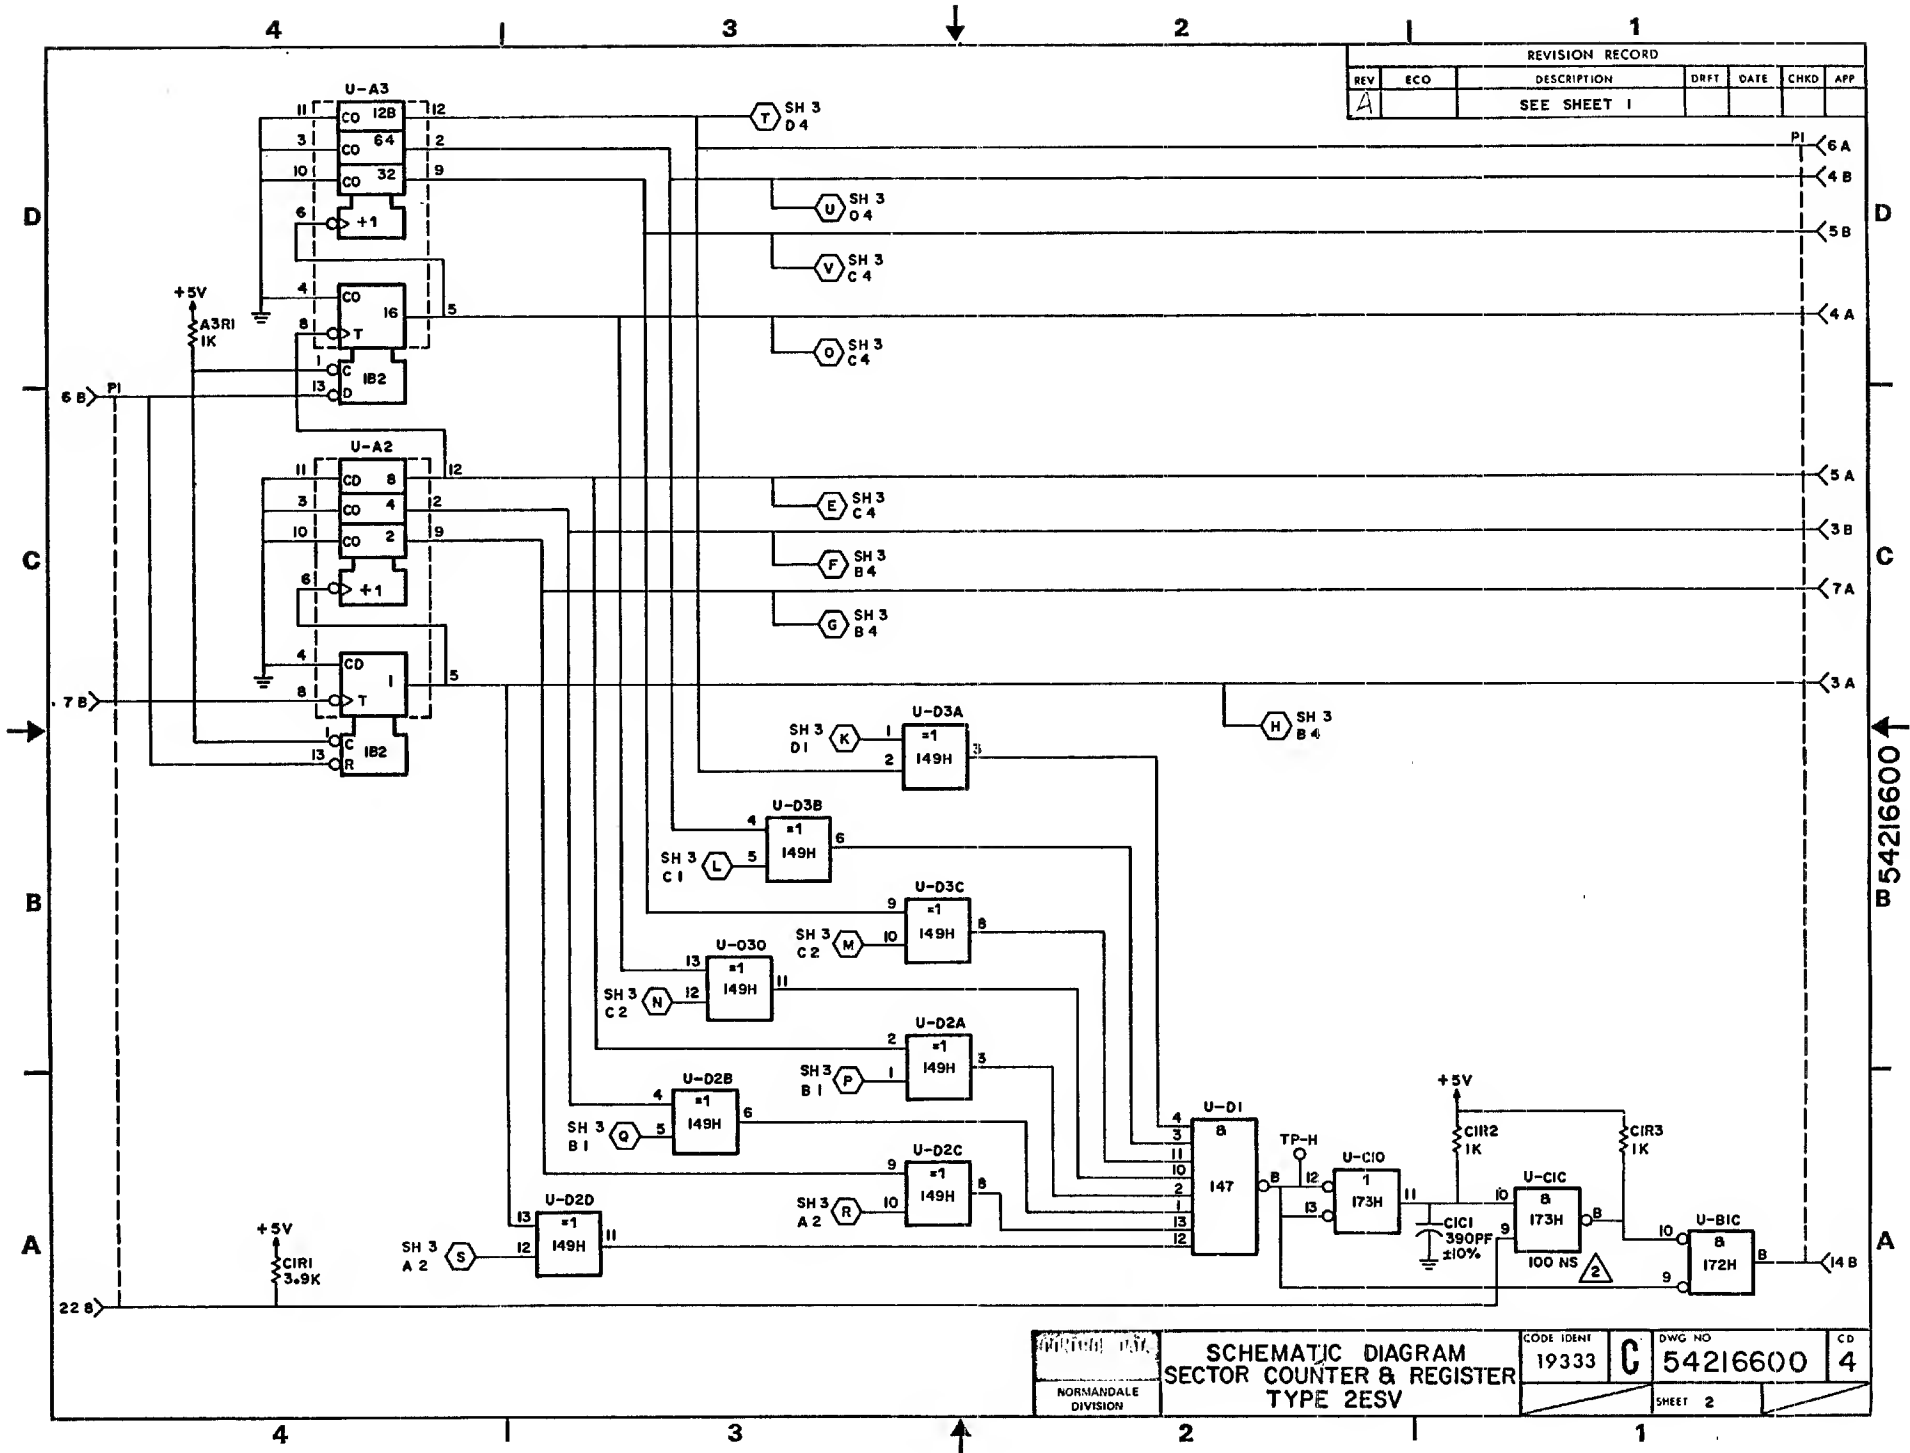 4 3 2 1
REVISION RECORD
REV ECO DESCRIPTION DRFT DATE CHKD APP
A SEE SHEET 1
U-A3
11 CO 128 12
T SH 3
D4
3 CO 64 2
P1 6A
10 CO 32 9
4B
U SH 3
04
D D
6 +1
5B
V SH 3
C4
+5V
A3R1
1K
4 CO 16 5
4A
8 T
O SH 3
C4
1 C 1B2
13 D
6B P1
U-A2
11 CD 8 12
5A
E SH 3
C4
3 CO 4 2
3B
10 CO 2 9
F SH 3
B4
C C
6 +1
7A
G SH 3
B4
4 CD 1 5
3A
7B 8 T
H SH 3
B4
1 C 1B2
13 R
U-D3A
SH 3
D1 K 1 =1 3
2 149H
54216600
U-D3B
4 =1 6
SH 3
C1 L 5 149H
U-D3C
9 =1 8
B B
SH 3
C2 M 10 149H
U-030
13 =1 11
SH 3
C2 N 12 149H
U-D2A
2 =1 3
SH 3
B1 P 1 149H
U-D2B
4 =1 6
SH 3
B1 Q 5 149H
U-D2C
9 =1 8
SH 3
A2 R 10 149H
U-D2D
13 =1 11
SH 3
A2 S 12 149H
U-D1
4 &
3
11
10
2 147 8
1
13
12
TP-H
U-C10
12 1 11
13 173H
+5V
C1R2
1K
C1R3
1K
C1C1
390PF
±10%
U-C1C
10 & 8
9 173H
100 NS 2
U-B1C
10 & 8
9 172H
14B
A A
+5V
C1R1
3.9K
22 8
CONTROL DATA
NORMANDALE
DIVISION
SCHEMATIC DIAGRAM
SECTOR COUNTER & REGISTER
TYPE 2ESV
CODE IDENT
19333
C
DWG NO
54216600
CD
4
SHEET 2
4 3 2 1